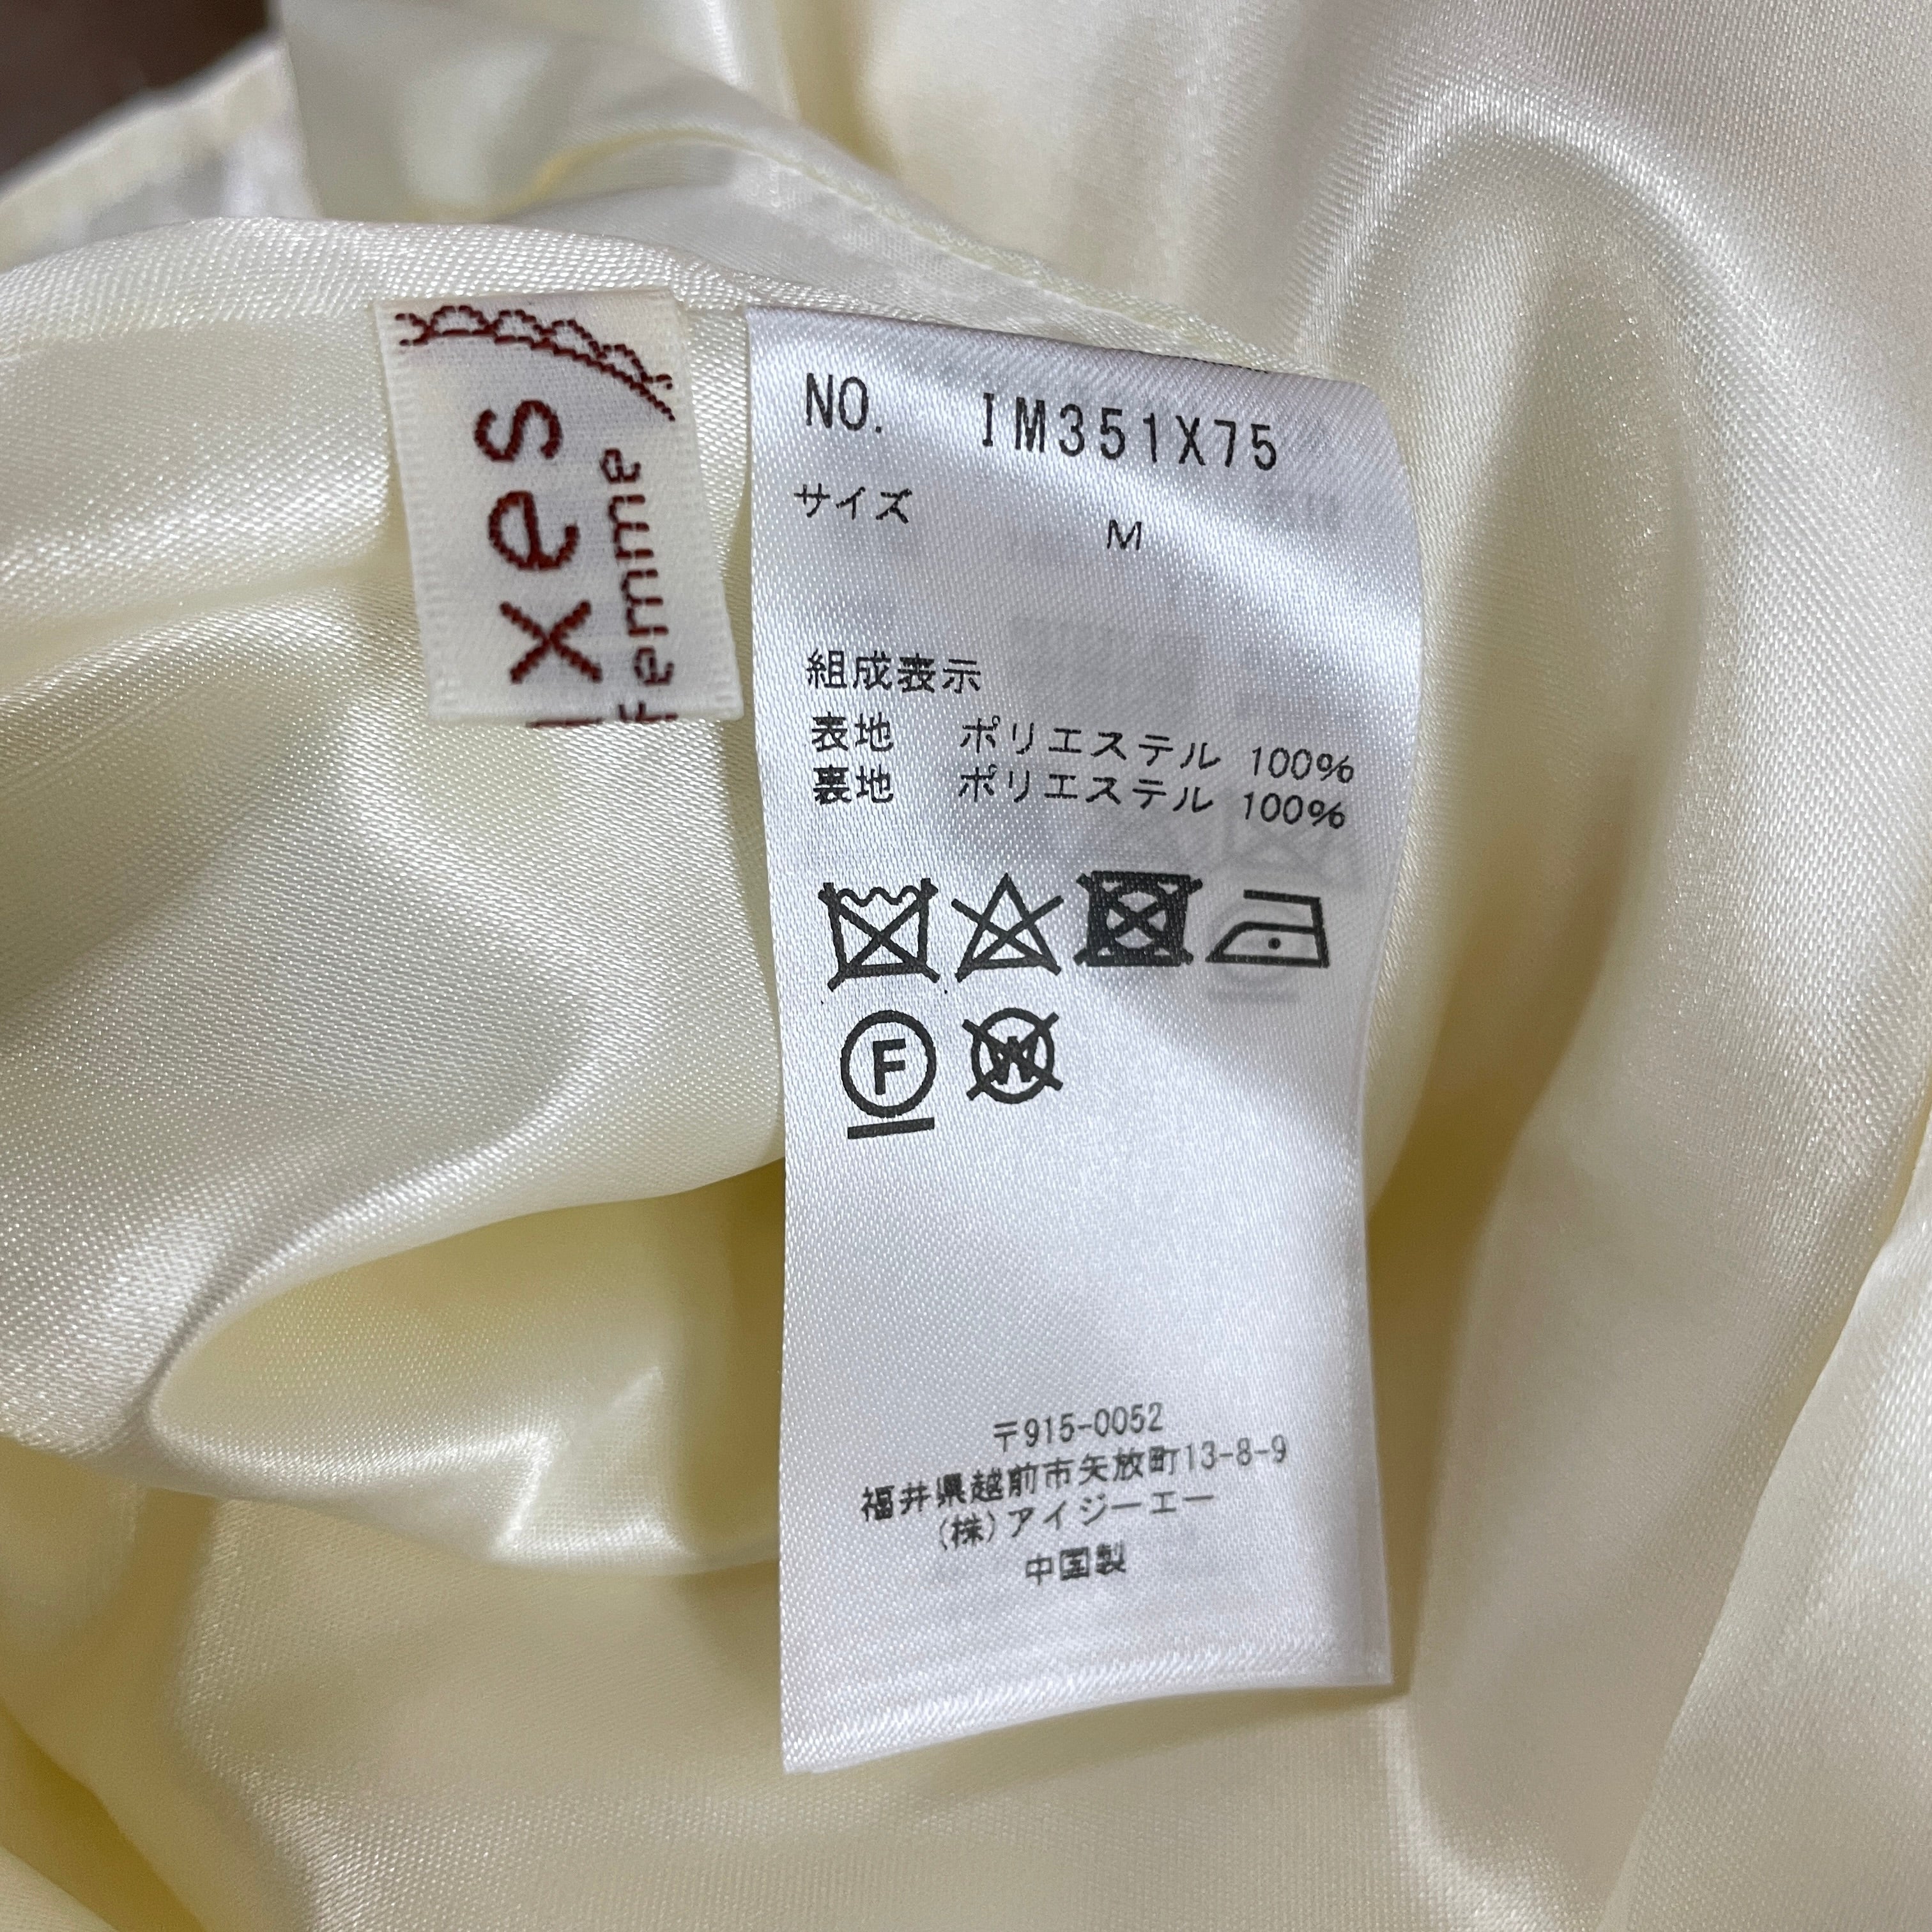 xes
Femme
NO. IM351X75
サイズ M
組成表示
表地 ポリエステル 100%
裏地 ポリエステル 100%
F W
〒915-0052
福井県越前市矢放町13-8-9
(株)アイジーエー
中国製